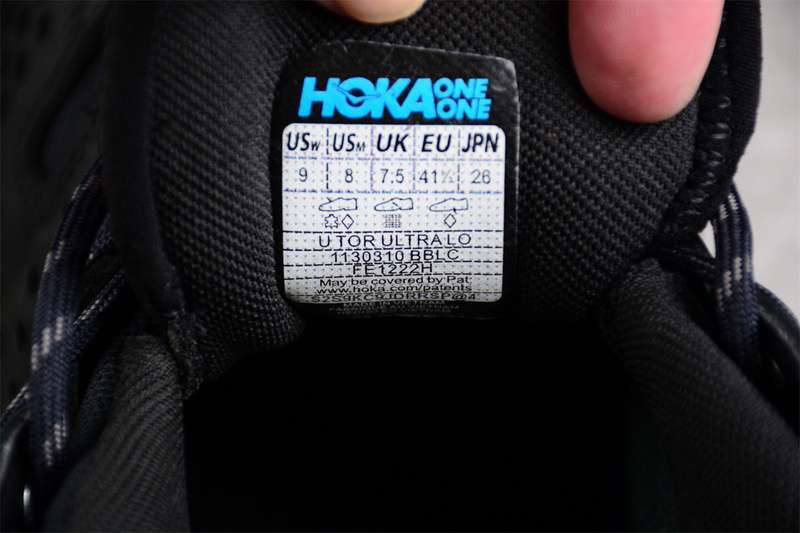 HOKA ONE ONE
USW USM UK EU JPN
9 8 7.5 41⅓ 26
U TOR ULTRA LO
1130310 BBLC
FE1222H
May be covered by Pat.
www.hoka.com/patents